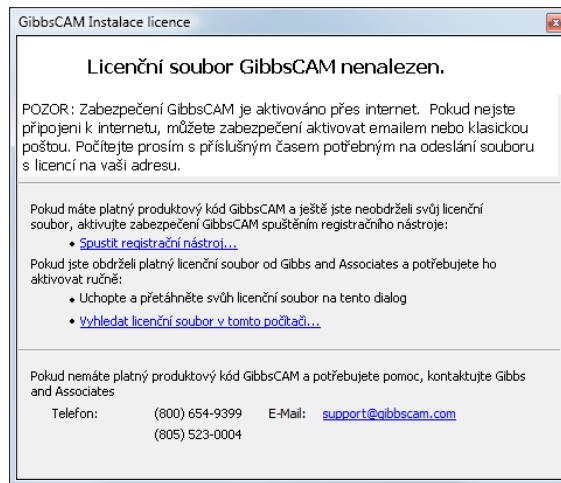 GibbsCAM Instalace licence
Licenční soubor GibbsCAM nenalezen.
POZOR: Zabezpečení GibbsCAM je aktivováno přes internet. Pokud nejste
připojeni k internetu, můžete zabezpečení aktivovat emailem nebo klasickou
poštou. Počítejte prosím s příslušným časem potřebným na odeslání souboru
s licencí na vaši adresu.
Pokud máte platný produktový kód GibbsCAM a ještě jste neobdrželi svůj licenční
soubor, aktivujte zabezpečení GibbsCAM spuštěním registračního nástroje:
• Spustit registrační nástroj...
Pokud jste obdrželi platný licenční soubor od Gibbs and Associates a potřebujete ho
aktivovat ručně:
• Uchopte a přetáhněte svůh licenční soubor na tento dialog
• Vyhledat licenční soubor v tomto počítači...
Pokud nemáte platný produktový kód GibbsCAM a potřebujete pomoc, kontaktujte Gibbs
and Associates
Telefon: (800) 654-9399 E-Mail: support@gibbscam.com
(805) 523-0004